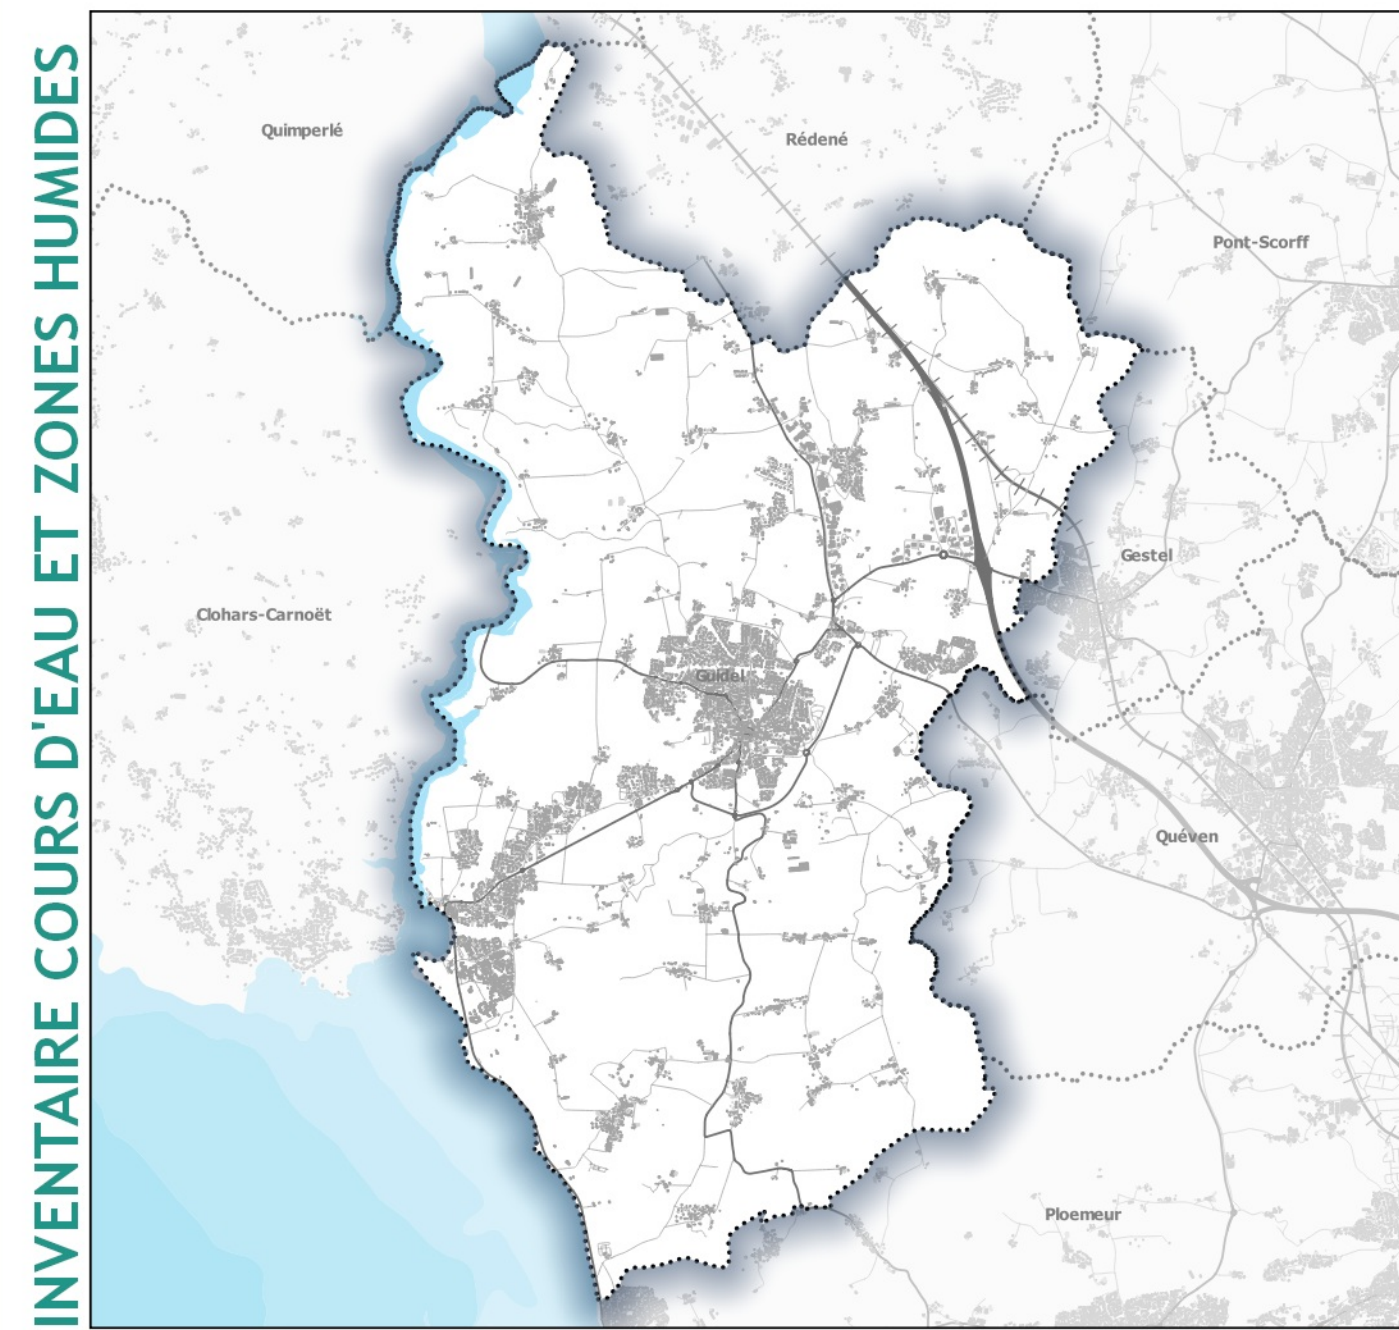 INVENTAIRE COURS D'EAU ET ZONES HUMIDES
Quimperlé
Rédené
Pont-Scorff
Gestel
Clohars-Carnoët
Guidel
Quéven
Ploemeur